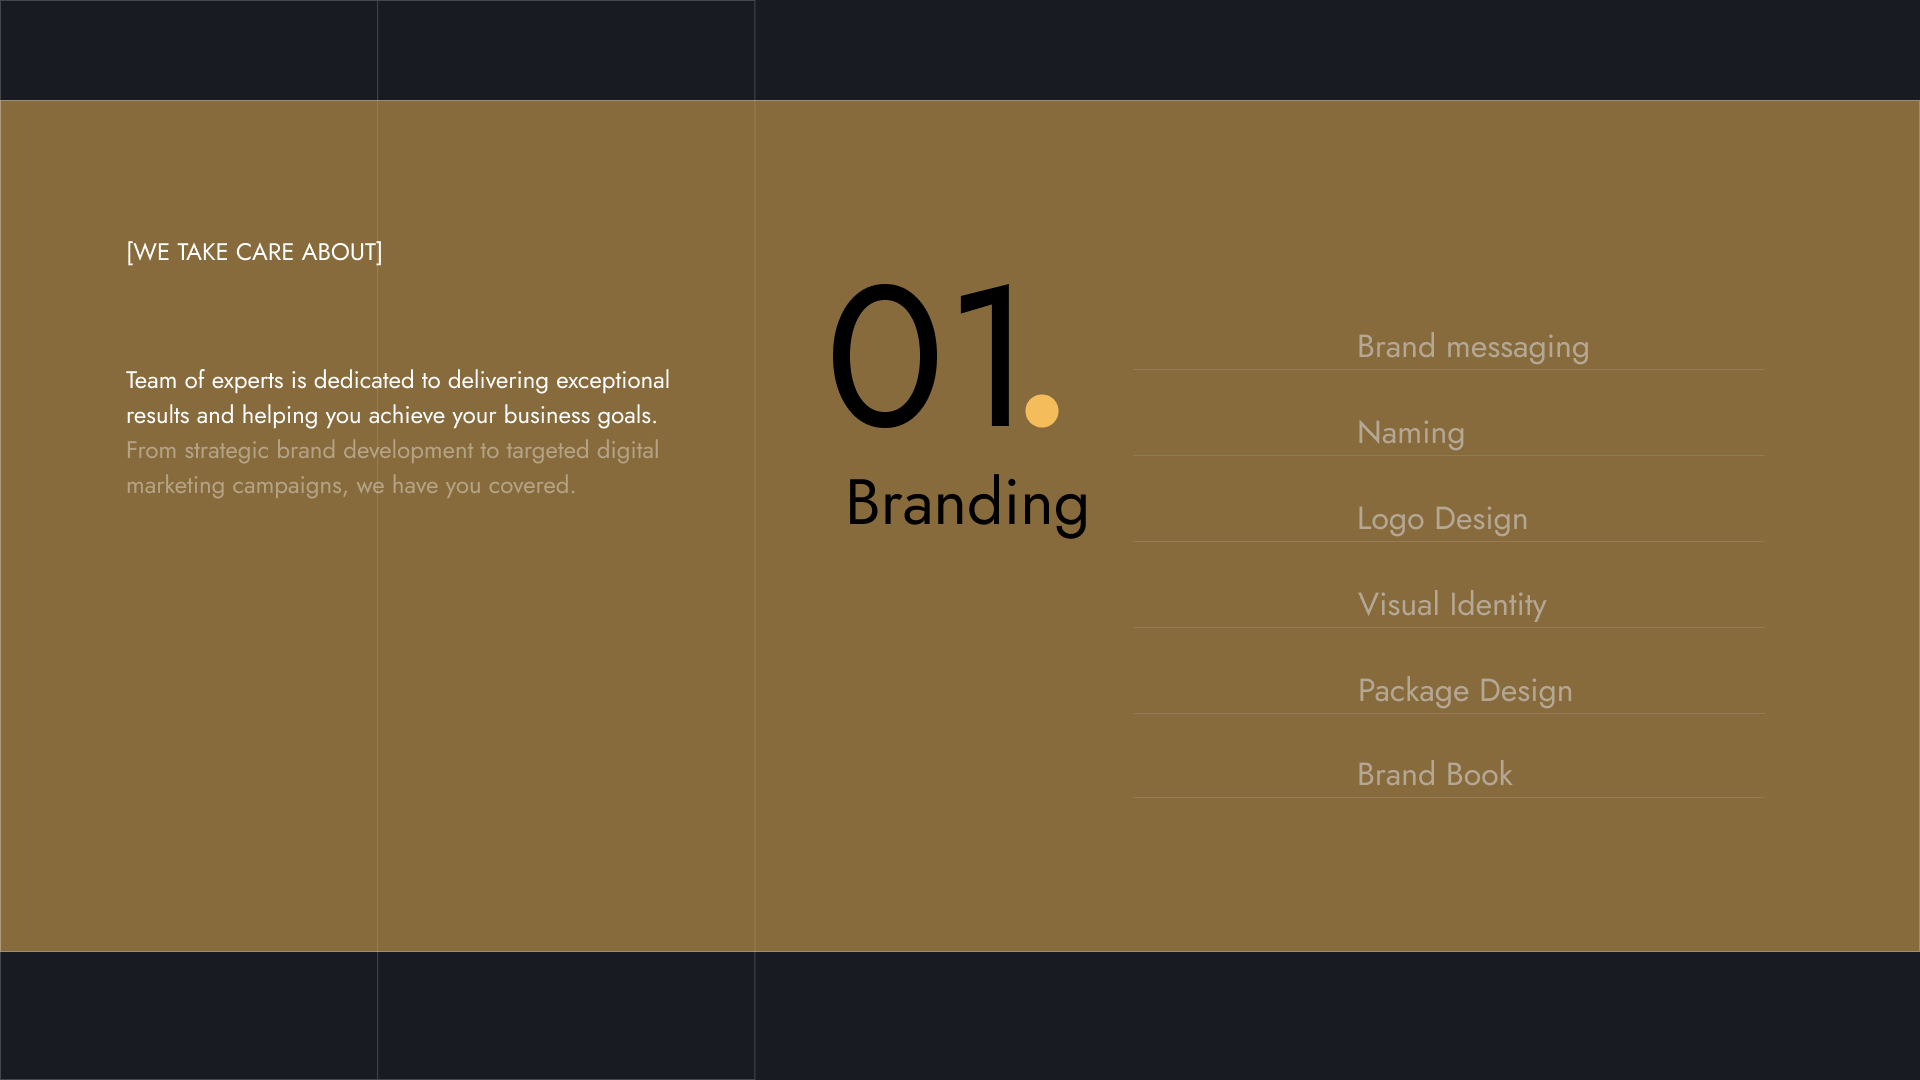 [WE TAKE CARE ABOUT]
Team of experts is dedicated to delivering exceptional
results and helping you achieve your business goals.
From strategic brand development to targeted digital
marketing campaigns, we have you covered.
01.
Branding
Brand messaging
Naming
Logo Design
Visual Identity
Package Design
Brand Book